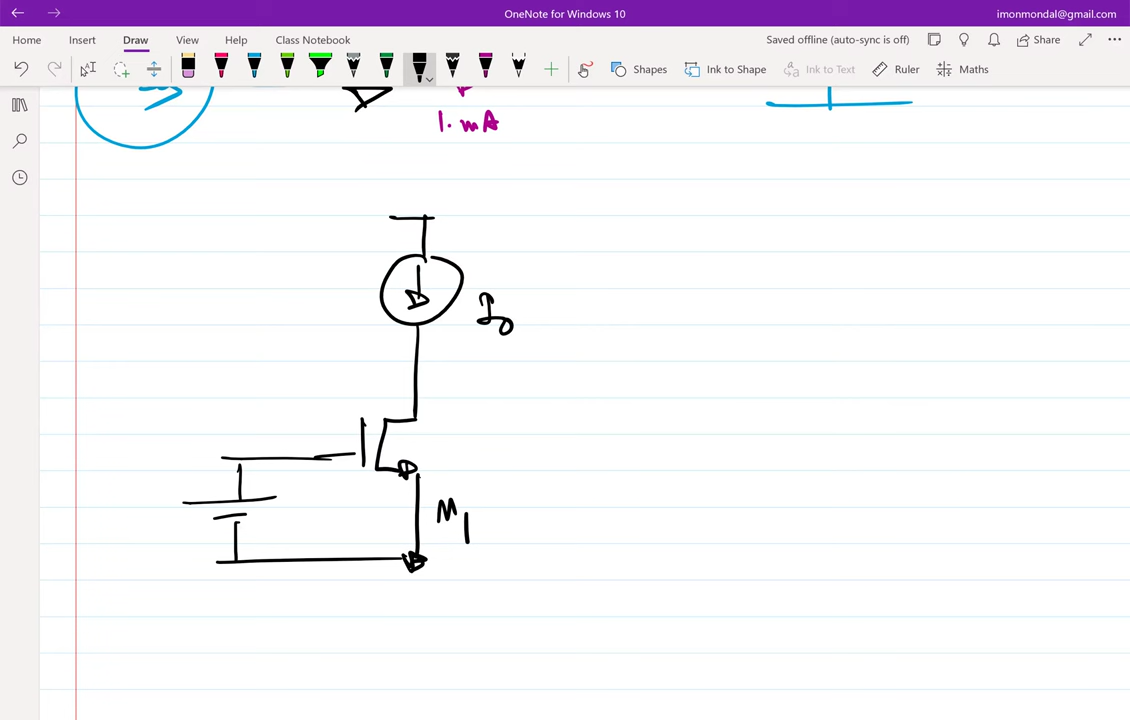 OneNote for Windows 10
imonmondal@gmail.com
Home Insert Draw View Help Class Notebook
Saved offline (auto-sync is off)
Share
Shapes
Ink to Shape
Ink to Text
Ruler
Maths
1. mA
I0
M1